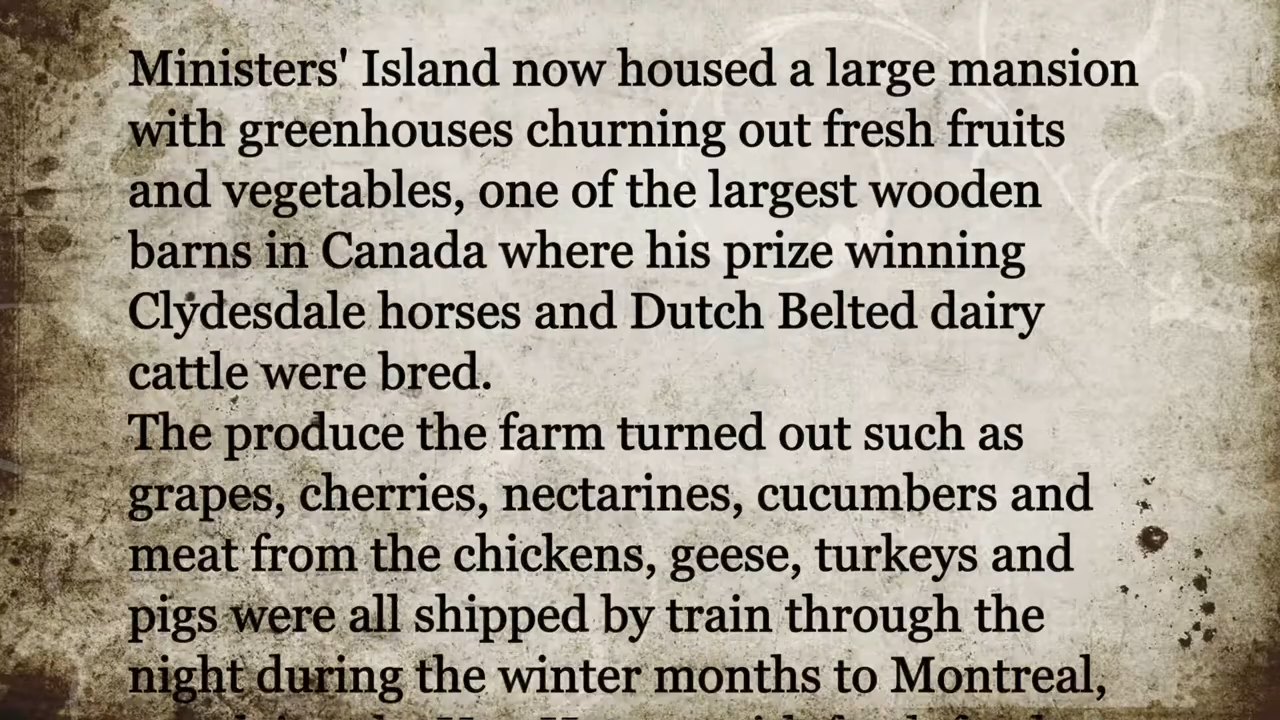 Ministers' Island now housed a large mansion
with greenhouses churning out fresh fruits
and vegetables, one of the largest wooden
barns in Canada where his prize winning
Clydesdale horses and Dutch Belted dairy
cattle were bred.
The produce the farm turned out such as
grapes, cherries, nectarines, cucumbers and
meat from the chickens, geese, turkeys and
pigs were all shipped by train through the
night during the winter months to Montreal,